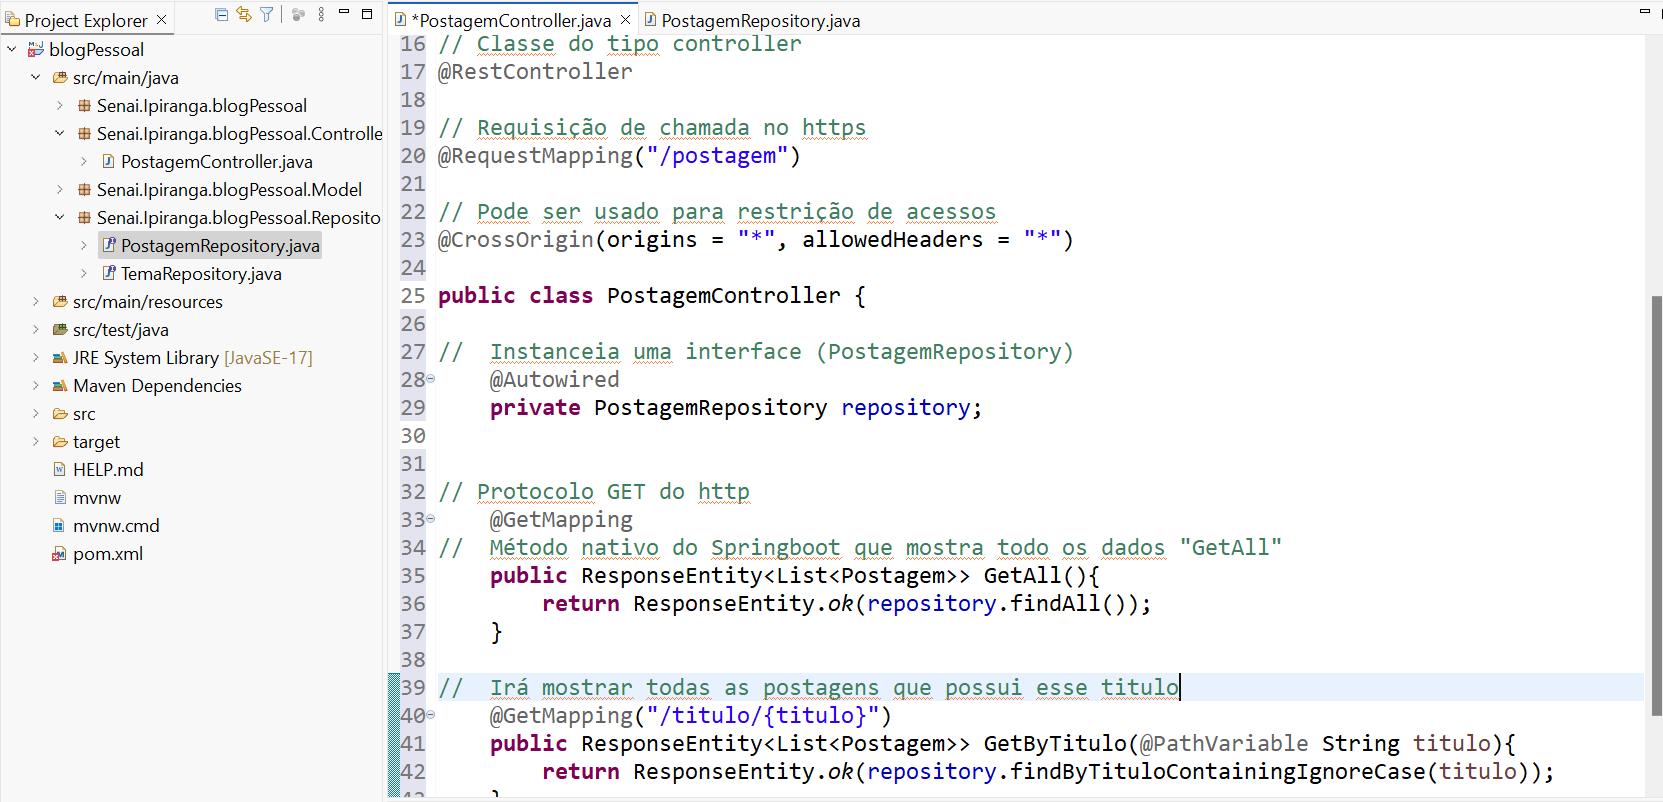 Project Explorer
blogPessoal
src/main/java
Senai.Ipiranga.blogPessoal
Senai.Ipiranga.blogPessoal.Controlle
PostagemController.java
Senai.Ipiranga.blogPessoal.Model
Senai.Ipiranga.blogPessoal.Reposito
PostagemRepository.java
TemaRepository.java
src/main/resources
src/test/java
JRE System Library [JavaSE-17]
Maven Dependencies
src
target
HELP.md
mvnw
mvnw.cmd
pom.xml
*PostagemController.java
PostagemRepository.java
16 // Classe do tipo controller
17 @RestController
18
19 // Requisição de chamada no https
20 @RequestMapping("/postagem")
21
22 // Pode ser usado para restrição de acessos
23 @CrossOrigin(origins = "*", allowedHeaders = "*")
24
25 public class PostagemController {
26
27 //  Instanceia uma interface (PostagemRepository)
28     @Autowired
29     private PostagemRepository repository;
30
31
32 // Protocolo GET do http
33     @GetMapping
34 //  Método nativo do Springboot que mostra todo os dados "GetAll"
35     public ResponseEntity<List<Postagem>> GetAll(){
36         return ResponseEntity.ok(repository.findAll());
37     }
38
39 //  Irá mostrar todas as postagens que possui esse titulo
40     @GetMapping("/titulo/{titulo}")
41     public ResponseEntity<List<Postagem>> GetByTitulo(@PathVariable String titulo){
42         return ResponseEntity.ok(repository.findByTituloContainingIgnoreCase(titulo));
43     }